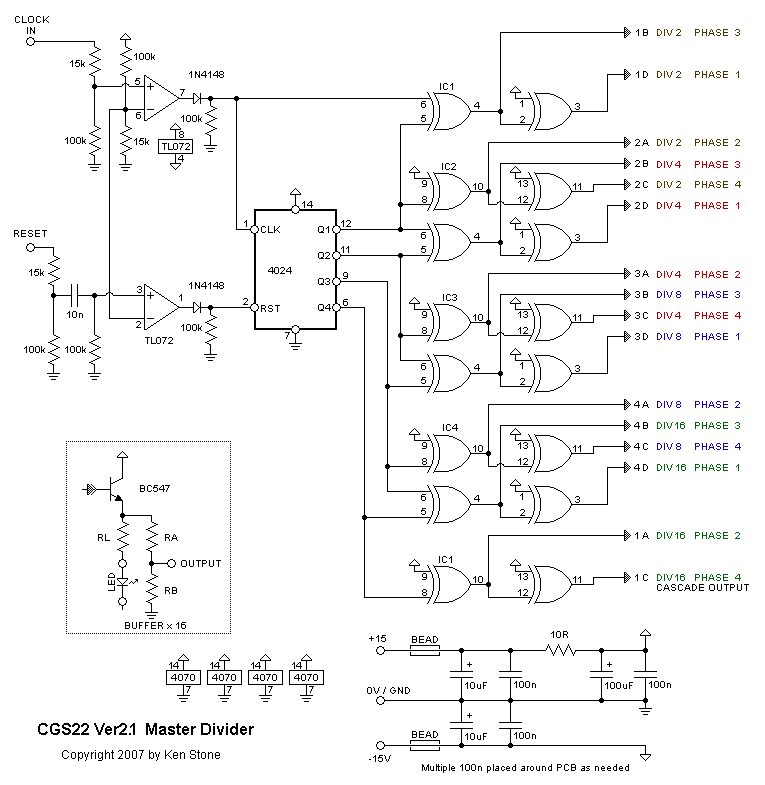 CLOCK
IN
15k
100k
100k
15k
5
6
7
1N4148
100k
8
TL072
4
RESET
15k
10n
100k
100k
3
2
1
TL072
1N4148
100k
14
1
CLK
4024
2
RST
7
Q1
12
Q2
11
Q3
9
Q4
6
IC1
6
5
4
1
2
3
1B DIV 2 PHASE 3
1D DIV 2 PHASE 1
IC2
9
8
10
13
12
11
6
5
4
1
2
3
2A DIV 2 PHASE 2
2B DIV 4 PHASE 3
2C DIV 2 PHASE 4
2D DIV 4 PHASE 1
IC3
9
8
10
13
12
11
6
5
4
1
2
3
3A DIV 4 PHASE 2
3B DIV 8 PHASE 3
3C DIV 4 PHASE 4
3D DIV 8 PHASE 1
IC4
9
8
10
13
12
11
6
5
4
1
2
3
4A DIV 8 PHASE 2
4B DIV16 PHASE 3
4C DIV 8 PHASE 4
4D DIV16 PHASE 1
IC1
9
8
10
13
12
11
1A DIV16 PHASE 2
1C DIV16 PHASE 4
CASCADE OUTPUT
BC547
RL
RA
OUTPUT
LED
RB
BUFFER x 16
14
4070
7
14
4070
7
14
4070
7
14
4070
7
+15
BEAD
10R
+
10uF
100n
+
100uF
100n
0V / GND
+
10uF
100n
-15V
BEAD
Multiple 100n placed around PCB as needed
CGS22 Ver2.1 Master Divider
Copyright 2007 by Ken Stone